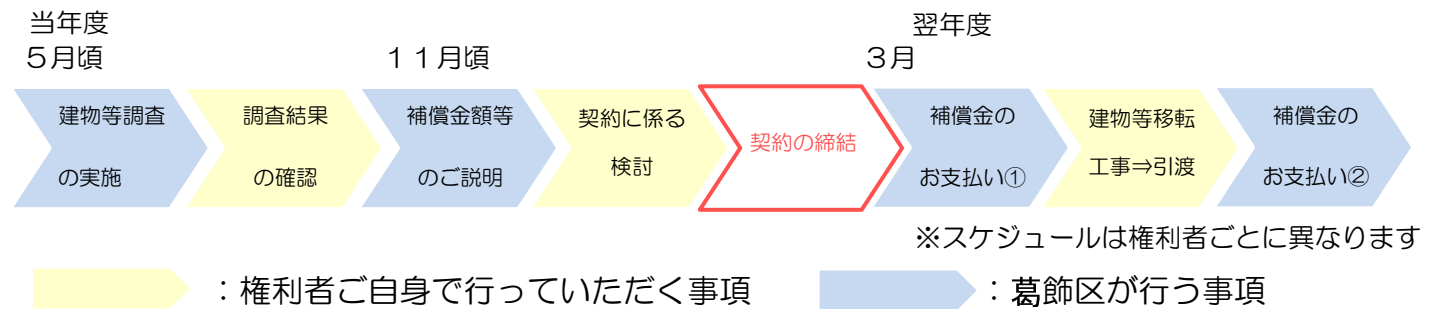 当年度
５月頃
１１月頃
翌年度
３月
建物等調査
の実施
調査結果
の確認
補償金額等
のご説明
契約に係る
検討
契約の締結
補償金の
お支払い①
建物等移転
工事⇒引渡
補償金の
お支払い②
※スケジュールは権利者ごとに異なります
：権利者ご自身で行っていただく事項
：葛飾区が行う事項